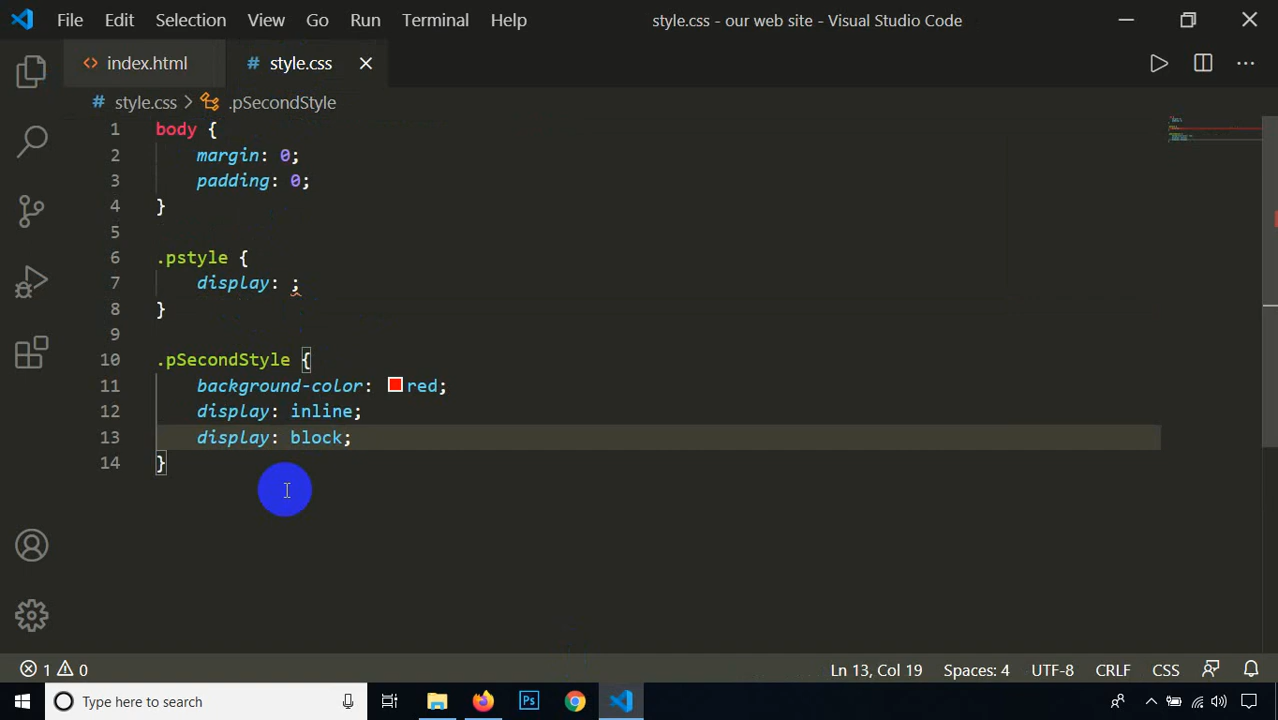 File Edit Selection View Go Run Terminal Help style.css - our web site - Visual Studio Code
<> index.html # style.css
# style.css > .pSecondStyle
1 body {
2 margin: 0;
3 padding: 0;
4 }
5
6 .pstyle {
7 display: ;
8 }
9
10 .pSecondStyle {
11 background-color: red;
12 display: inline;
13 display: block;
14 }
1 0 Ln 13, Col 19 Spaces: 4 UTF-8 CRLF CSS
Type here to search Ps